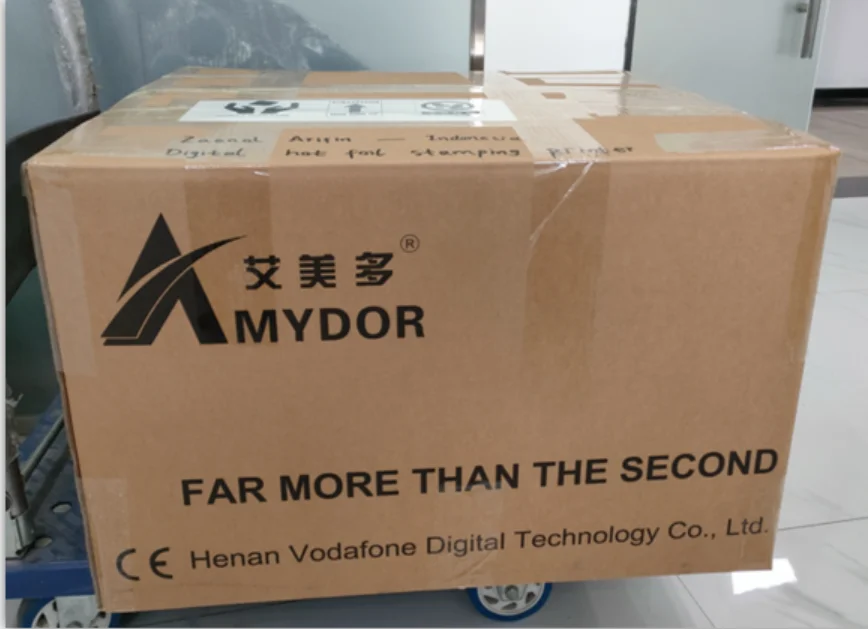 Zaenal Arifin — Indonesia
Digital hot foil stamping printer
艾美多®
AMYDOR
FAR MORE THAN THE SECOND
CE Henan Vodafone Digital Technology Co., Ltd.